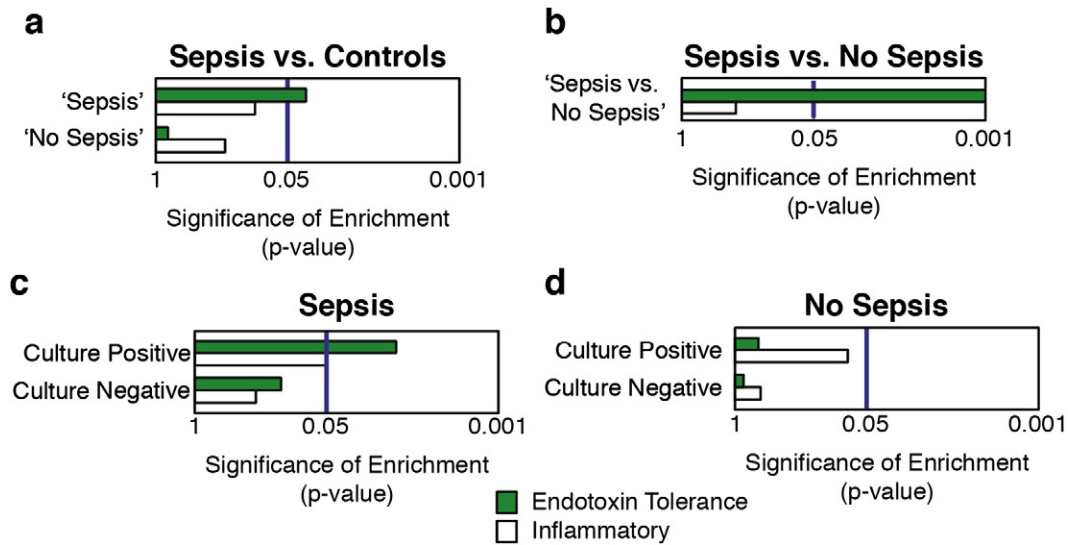 a
Sepsis vs. Controls
‘Sepsis’
‘No Sepsis’
1 0.05 0.001
Significance of Enrichment
(p-value)
b
Sepsis vs. No Sepsis
‘Sepsis vs.
No Sepsis’
1 0.05 0.001
Significance of Enrichment
(p-value)
c
Sepsis
Culture Positive
Culture Negative
1 0.05 0.001
Significance of Enrichment
(p-value)
d
No Sepsis
Culture Positive
Culture Negative
1 0.05 0.001
Significance of Enrichment
(p-value)
Endotoxin Tolerance
Inflammatory